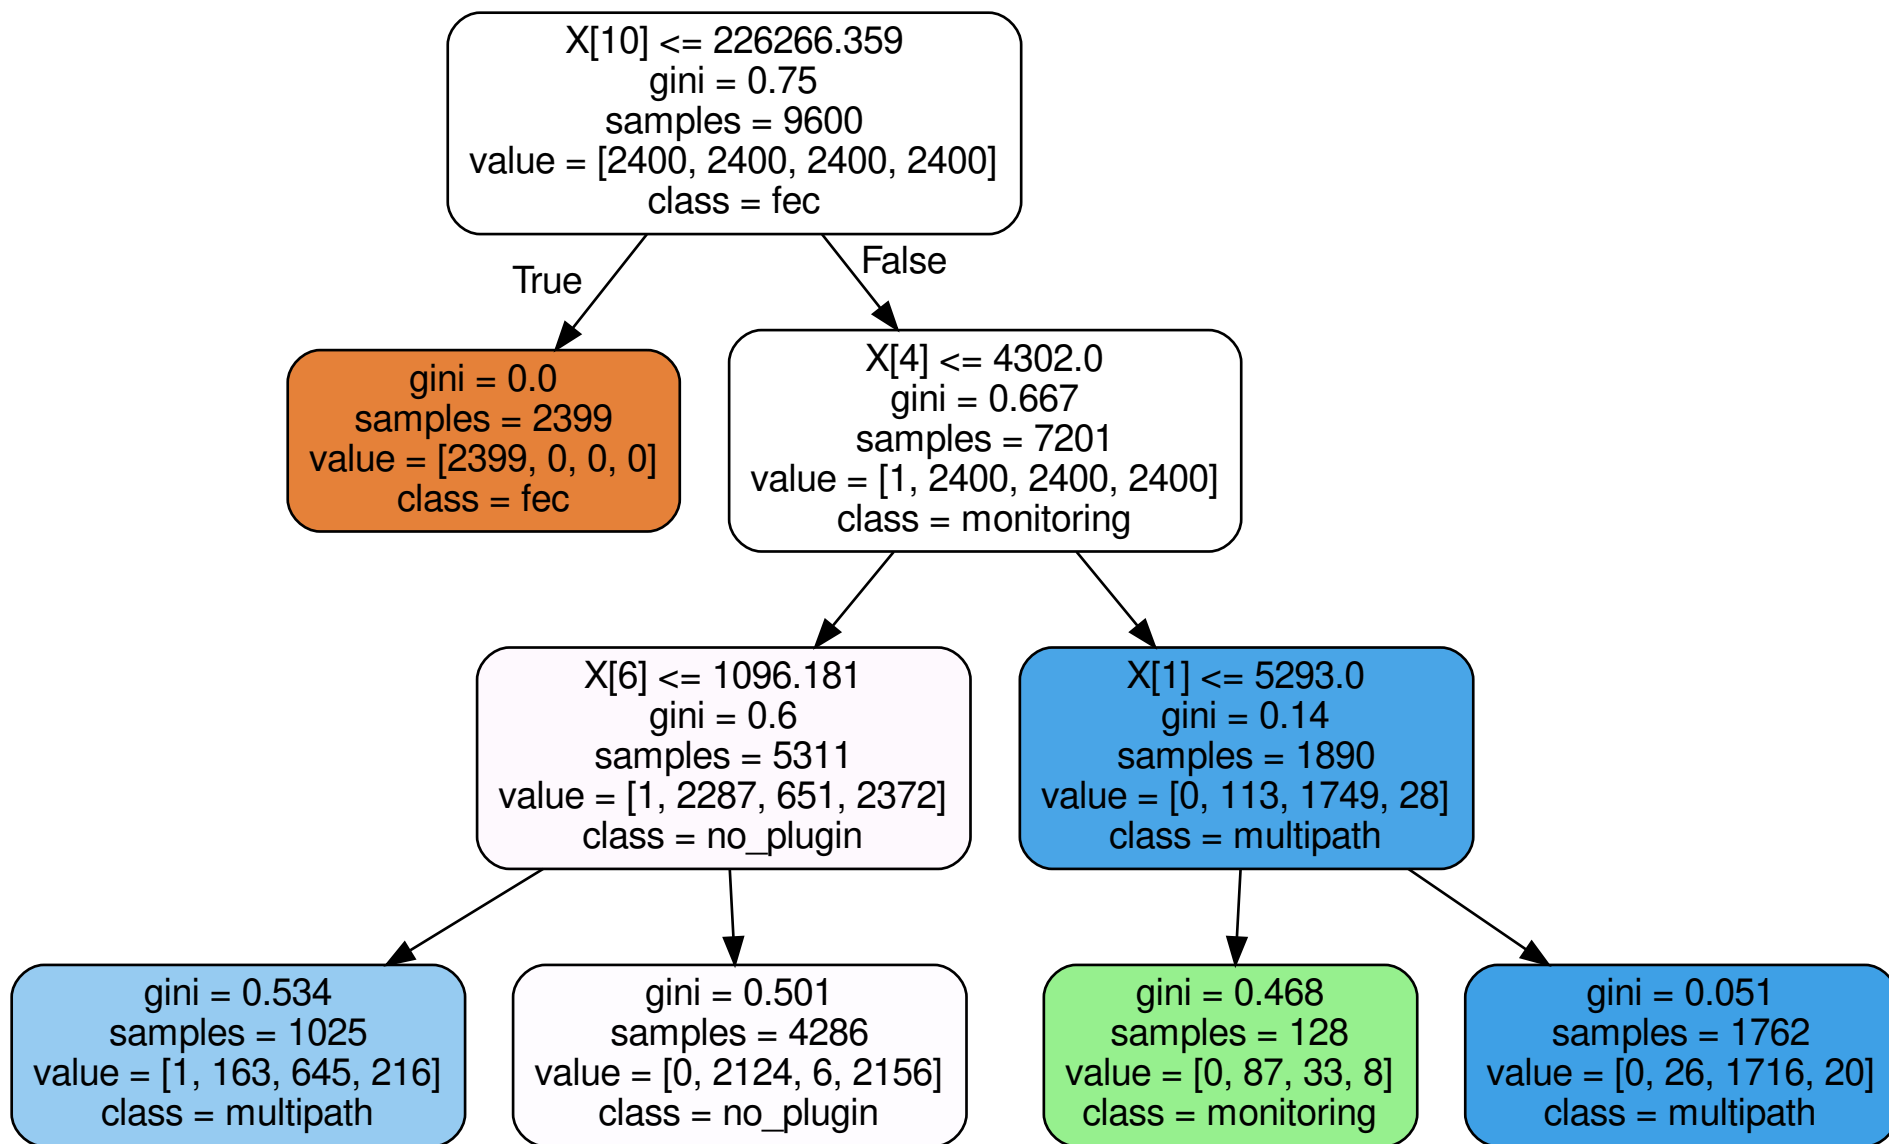 X[10] <= 226266.359
gini = 0.75
samples = 9600
value = [2400, 2400, 2400, 2400]
class = fec
True
False
gini = 0.0
samples = 2399
value = [2399, 0, 0, 0]
class = fec
X[4] <= 4302.0
gini = 0.667
samples = 7201
value = [1, 2400, 2400, 2400]
class = monitoring
X[6] <= 1096.181
gini = 0.6
samples = 5311
value = [1, 2287, 651, 2372]
class = no_plugin
X[1] <= 5293.0
gini = 0.14
samples = 1890
value = [0, 113, 1749, 28]
class = multipath
gini = 0.534
samples = 1025
value = [1, 163, 645, 216]
class = multipath
gini = 0.501
samples = 4286
value = [0, 2124, 6, 2156]
class = no_plugin
gini = 0.468
samples = 128
value = [0, 87, 33, 8]
class = monitoring
gini = 0.051
samples = 1762
value = [0, 26, 1716, 20]
class = multipath